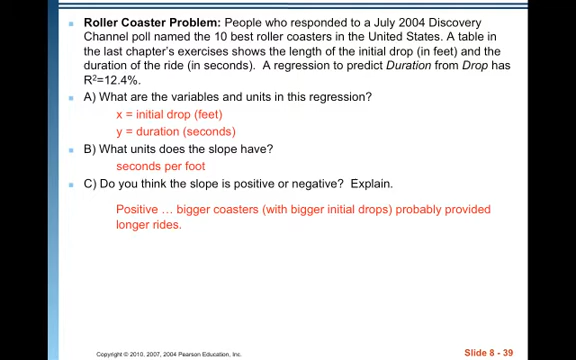 Roller Coaster Problem: People who responded to a July 2004 Discovery
Channel poll named the 10 best roller coasters in the United States. A table in
the last chapter's exercises shows the length of the initial drop (in feet) and the
duration of the ride (in seconds). A regression to predict Duration from Drop has
R²=12.4%.
A) What are the variables and units in this regression?
x = initial drop (feet)
y = duration (seconds)
B) What units does the slope have?
seconds per foot
C) Do you think the slope is positive or negative? Explain.
Positive … bigger coasters (with bigger initial drops) probably provided
longer rides.
Copyright © 2010, 2007, 2004 Pearson Education, Inc.
Slide 8 - 39